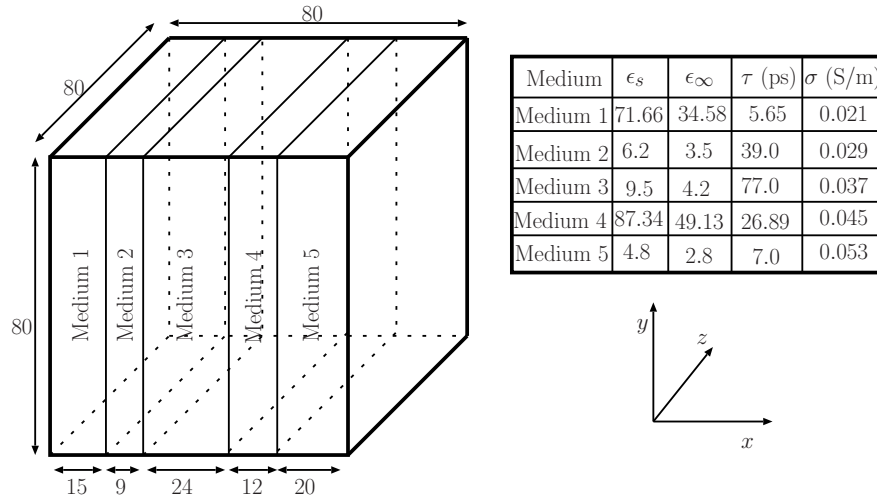 80
80
80
Medium 1
Medium 2
Medium 3
Medium 4
Medium 5
15 9 24 12 20
Medium ϵs ϵ∞ τ (ps) σ (S/m)
Medium 1 71.66 34.58 5.65 0.021
Medium 2 6.2 3.5 39.0 0.029
Medium 3 9.5 4.2 77.0 0.037
Medium 4 87.34 49.13 26.89 0.045
Medium 5 4.8 2.8 7.0 0.053
y
z
x